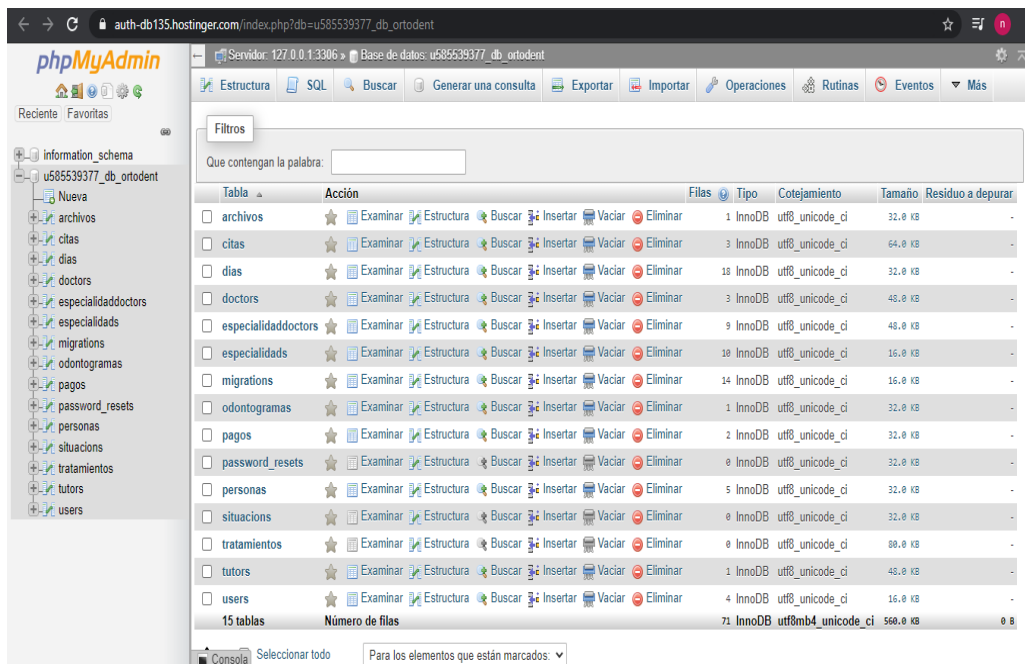 auth-db135.hostinger.com/index.php?db=u585539377_db_ortodent
n
phpMyAdmin
Reciente Favoritas
information_schema
u585539377_db_ortodent
Nueva
archivos
citas
dias
doctors
especialidaddoctors
especialidads
migrations
odontogramas
pagos
password_resets
personas
situacions
tratamientos
tutors
users
Servidor: 127.0.0.1:3306 » Base de datos: u585539377_db_ortodent
Estructura SQL Buscar Generar una consulta Exportar Importar Operaciones Rutinas Eventos Más
Filtros
Que contengan la palabra:
Tabla Acción Filas Tipo Cotejamiento Tamaño Residuo a depurar
archivos Examinar Estructura Buscar Insertar Vaciar Eliminar 1 InnoDB utf8_unicode_ci 32.0 KB -
citas Examinar Estructura Buscar Insertar Vaciar Eliminar 3 InnoDB utf8_unicode_ci 64.0 KB -
dias Examinar Estructura Buscar Insertar Vaciar Eliminar 18 InnoDB utf8_unicode_ci 32.0 KB -
doctors Examinar Estructura Buscar Insertar Vaciar Eliminar 3 InnoDB utf8_unicode_ci 48.0 KB -
especialidaddoctors Examinar Estructura Buscar Insertar Vaciar Eliminar 9 InnoDB utf8_unicode_ci 48.0 KB -
especialidads Examinar Estructura Buscar Insertar Vaciar Eliminar 10 InnoDB utf8_unicode_ci 16.0 KB -
migrations Examinar Estructura Buscar Insertar Vaciar Eliminar 14 InnoDB utf8_unicode_ci 16.0 KB -
odontogramas Examinar Estructura Buscar Insertar Vaciar Eliminar 1 InnoDB utf8_unicode_ci 32.0 KB -
pagos Examinar Estructura Buscar Insertar Vaciar Eliminar 2 InnoDB utf8_unicode_ci 32.0 KB -
password_resets Examinar Estructura Buscar Insertar Vaciar Eliminar 0 InnoDB utf8_unicode_ci 32.0 KB -
personas Examinar Estructura Buscar Insertar Vaciar Eliminar 5 InnoDB utf8_unicode_ci 32.0 KB -
situacions Examinar Estructura Buscar Insertar Vaciar Eliminar 0 InnoDB utf8_unicode_ci 32.0 KB -
tratamientos Examinar Estructura Buscar Insertar Vaciar Eliminar 0 InnoDB utf8_unicode_ci 80.0 KB -
tutors Examinar Estructura Buscar Insertar Vaciar Eliminar 1 InnoDB utf8_unicode_ci 48.0 KB -
users Examinar Estructura Buscar Insertar Vaciar Eliminar 4 InnoDB utf8_unicode_ci 16.0 KB -
15 tablas Número de filas 71 InnoDB utf8mb4_unicode_ci 560.0 KB 0 B
Consola Seleccionar todo Para los elementos que están marcados: